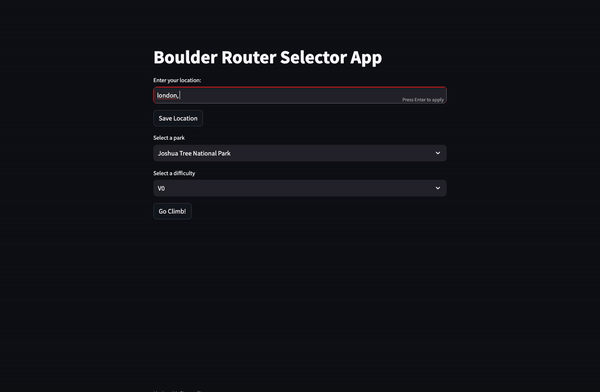 Boulder Router Selector App
Enter your location:
london,
Press Enter to apply
Save Location
Select a park
Joshua Tree National Park
Select a difficulty
V0
Go Climb!